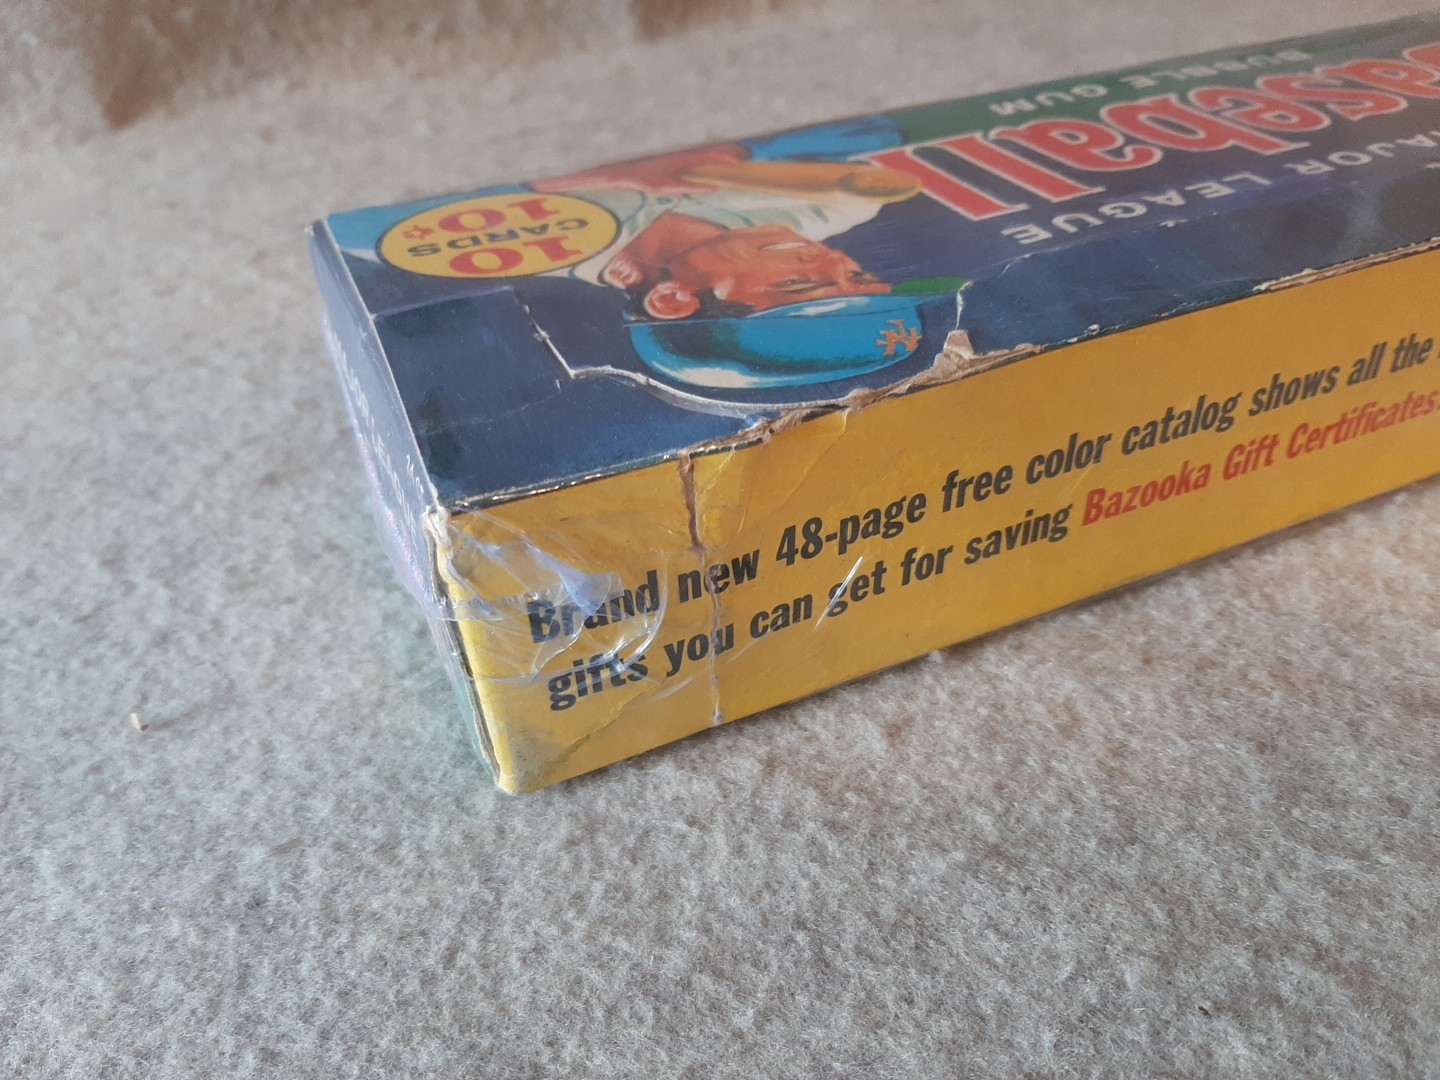 BUBBLE GUM
Baseball
MAJOR LEAGUE
10
CARDS
10¢
NY
Brand new 48-page free color catalog shows all the
gifts you can get for saving Bazooka Gift Certificates.